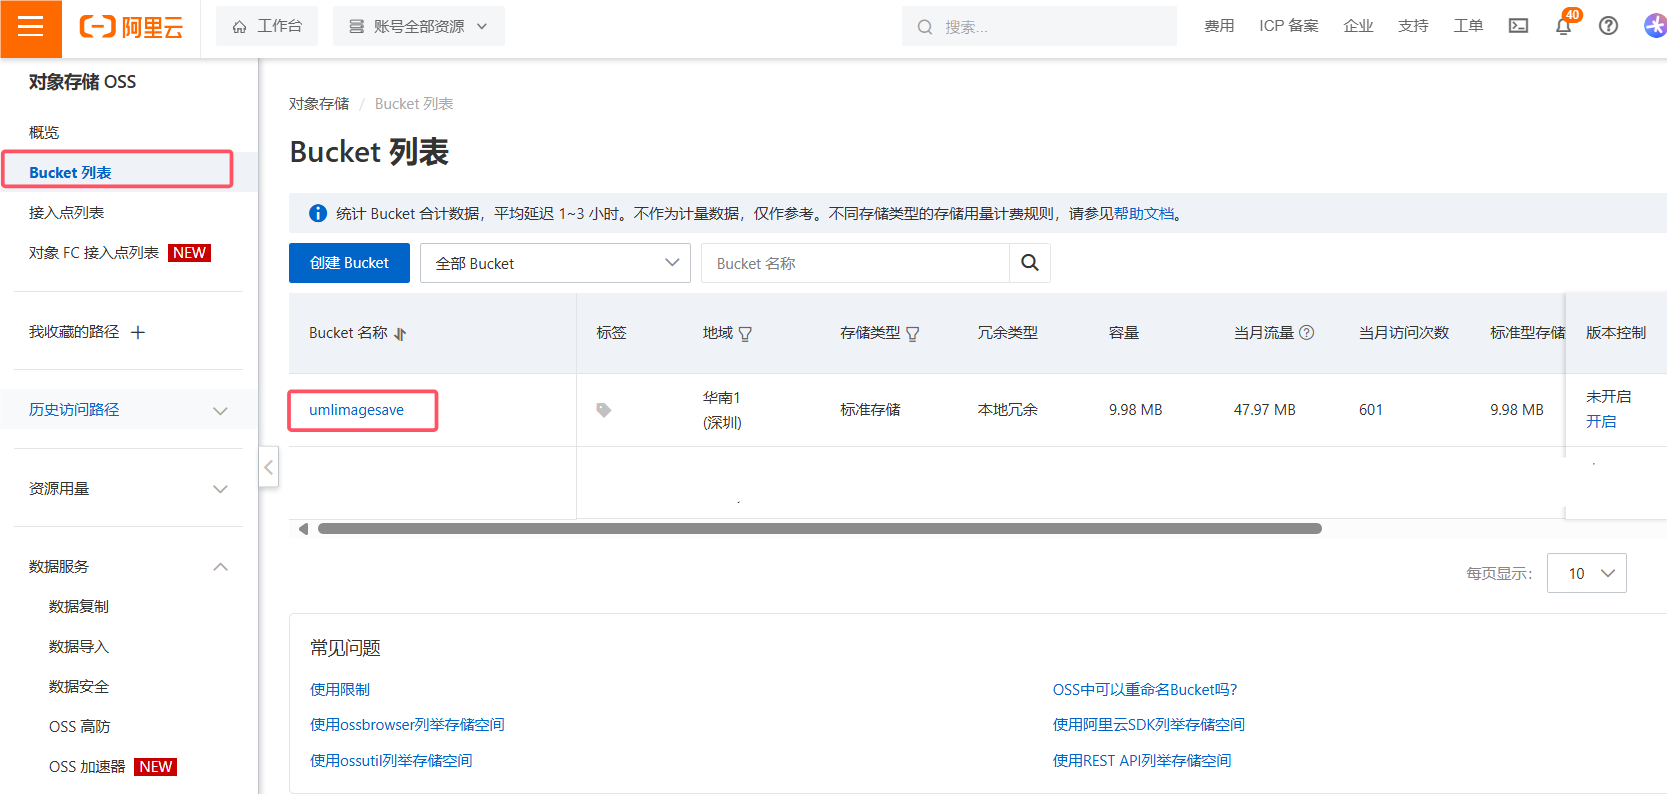 阿里云
工作台
账号全部资源
搜索...
费用
ICP 备案
企业
支持
工单
40
对象存储 OSS
概览
Bucket 列表
接入点列表
对象 FC 接入点列表 NEW
我收藏的路径
历史访问路径
资源用量
数据服务
数据复制
数据导入
数据安全
OSS 高防
OSS 加速器 NEW
对象存储 / Bucket 列表
Bucket 列表
统计 Bucket 合计数据，平均延迟 1~3 小时。不作为计量数据，仅作参考。不同存储类型的存储用量计费规则，请参见帮助文档。
创建 Bucket
全部 Bucket
Bucket 名称
Bucket 名称 标签 地域 存储类型 冗余类型 容量 当月流量 当月访问次数 标准型存储 版本控制
umlimagesave 华南1 (深圳) 标准存储 本地冗余 9.98 MB 47.97 MB 601 9.98 MB 未开启 开启
每页显示： 10
常见问题
使用限制
OSS中可以重命名Bucket吗?
使用ossbrowser列举存储空间
使用阿里云SDK列举存储空间
使用ossutil列举存储空间
使用REST API列举存储空间